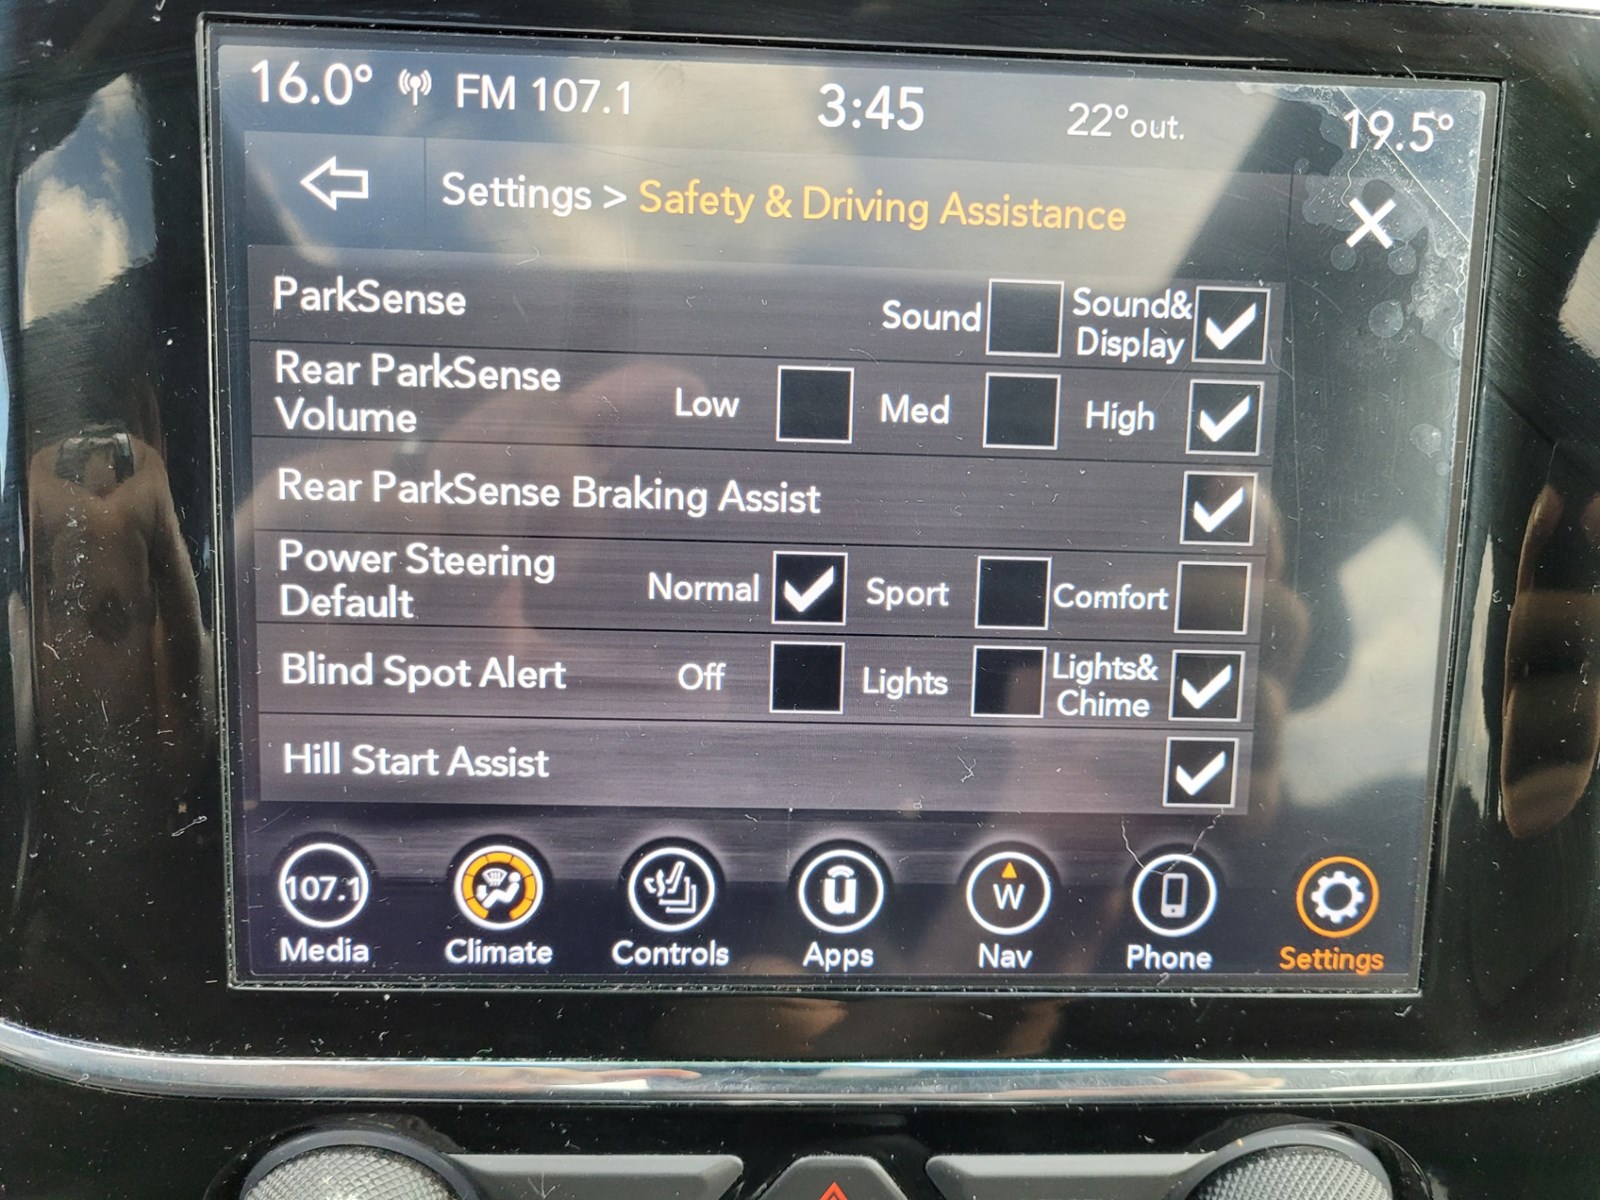 16.0° FM 107.1 3:45 22° out. 19.5°
Settings > Safety & Driving Assistance
ParkSense Sound Sound&
Display
Rear ParkSense
Volume Low Med High
Rear ParkSense Braking Assist
Power Steering
Default Normal Sport Comfort
Blind Spot Alert Off Lights Lights&
Chime
Hill Start Assist
107.1 u W
Media Climate Controls Apps Nav Phone Settings